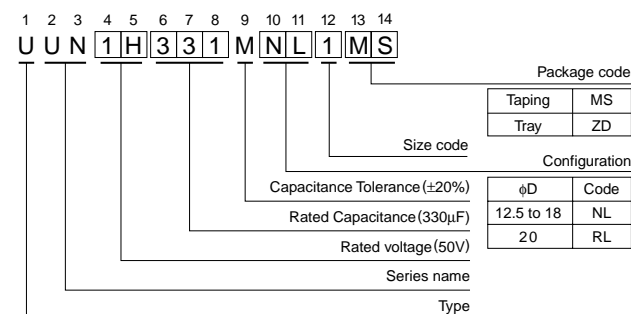 1 2 3 4 5 6 7 8 9 10 11 12 13 14
U U N 1 H 3 3 1 M N L 1 M S
Package code
Taping MS
Tray ZD
Size code
Configuration
Capacitance Tolerance (±20%)
ϕD Code
Rated Capacitance (330μF)
12.5 to 18 NL
20 RL
Rated voltage (50V)
Series name
Type